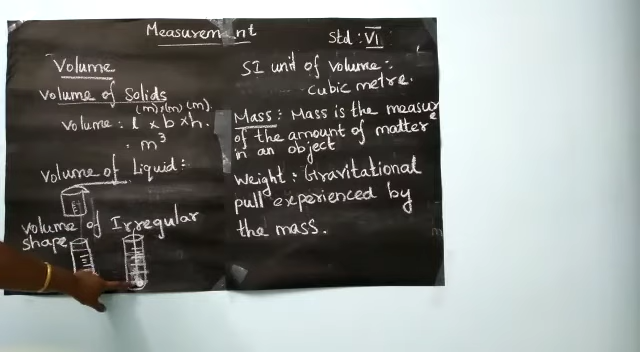 Measurement
Std : VI
Volume
Volume of Solids
(m) x (m) (m)
Volume : l x b x h.
m³
Volume of Liquid :
Volume of Irregular
shape
SI unit of volume :
cubic metre.
Mass : Mass is the measure
of the amount of matter
in an object
Weight : Gravitational
pull experienced by
the mass.